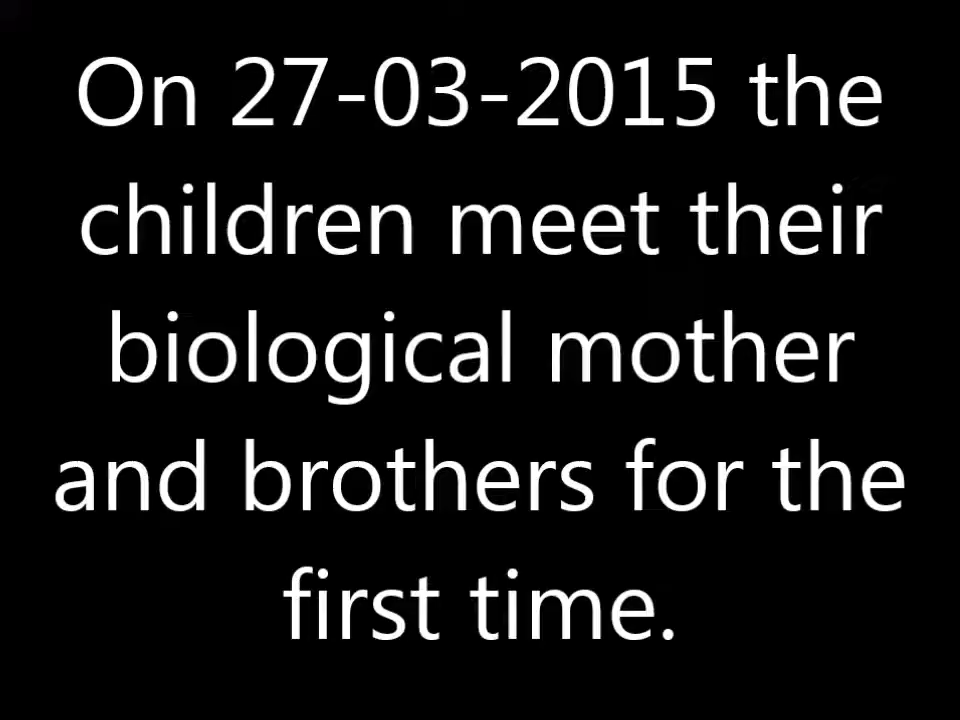 On 27-03-2015 the
children meet their
biological mother
and brothers for the
first time.